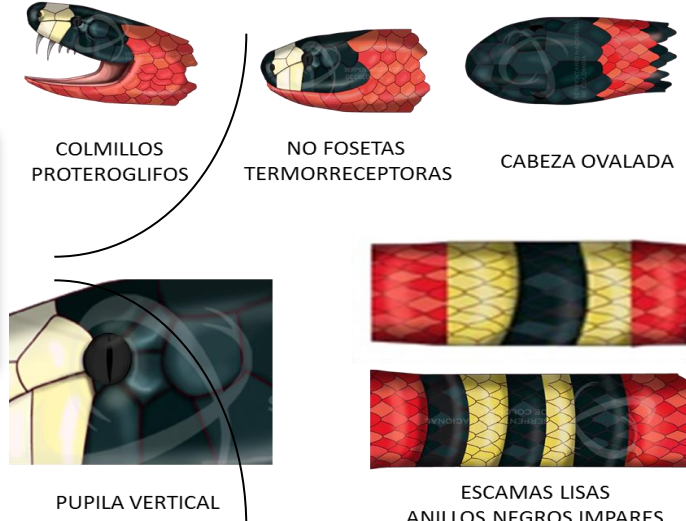 COLMILLOS
PROTEROGLIFOS
NO FOSETAS
TERMORRECEPTORAS
CABEZA OVALADA
PUPILA VERTICAL
ESCAMAS LISAS
ANILLOS NEGROS IMPARES